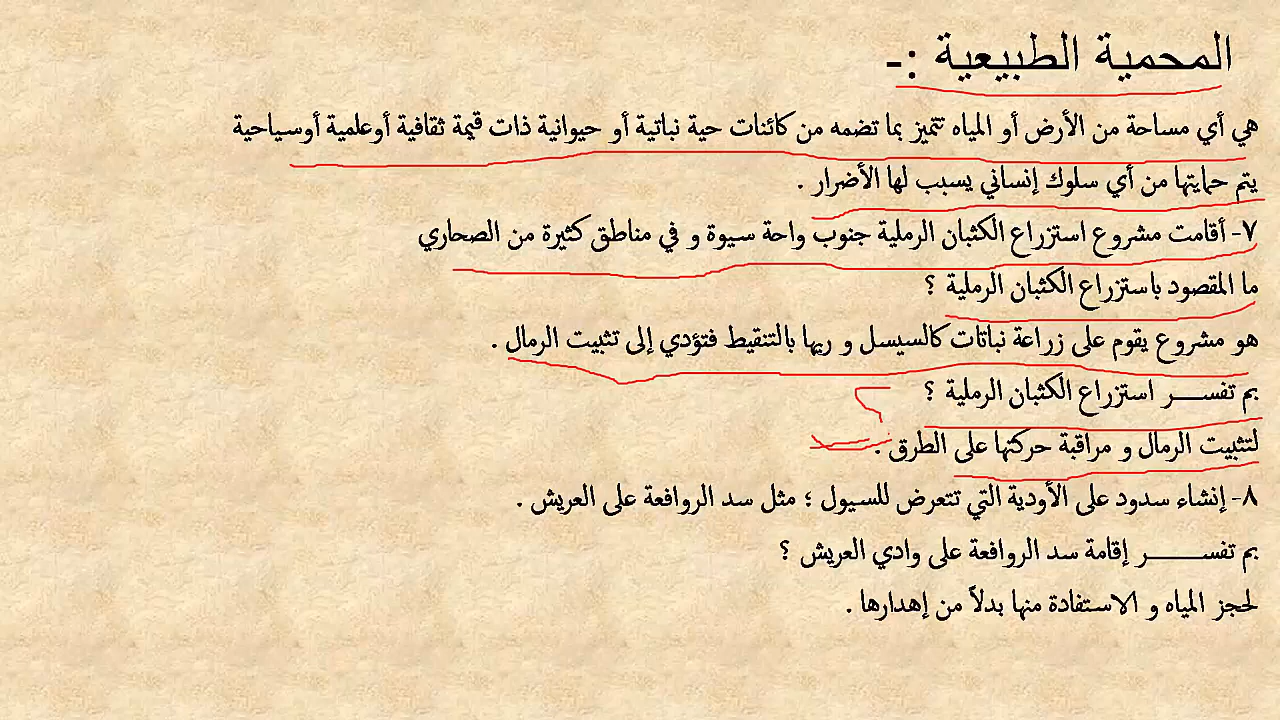 المحمية الطبيعية :-
هي أي مساحة من الأرض أو المياه تتميز بما تضمه من كائنات حية نباتية أو حيوانية ذات قيمة ثقافية أوعلمية أوسياحية
يتم حمايتها من أي سلوك إنساني يسبب لها الأضرار .
٧- أقامت مشروع استزراع الكثبان الرملية جنوب واحة سيوة و في مناطق كثيرة من الصحاري
ما المقصود باستزراع الكثبان الرملية ؟
هو مشروع يقوم على زراعة نباتات كالسيسل و ريها بالتنقيط فتؤدي إلى تثبيت الرمال .
بم تفســـر استزراع الكثبان الرملية ؟
لتثبيت الرمال و مراقبة حركتها على الطرق .
٨- إنشاء سدود على الأودية التي تتعرض للسيول ؛ مثل سد الروافعة على العريش .
بم تفســـــر إقامة سد الروافعة على وادي العريش ؟
لحجز المياه و الاستفادة منها بدلاً من إهدارها .